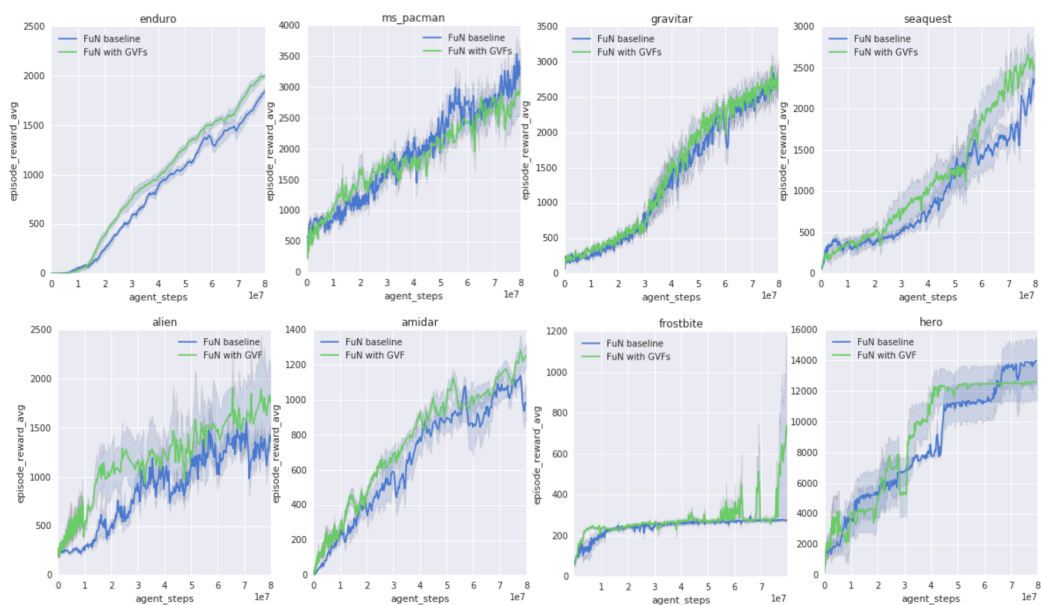 enduro
FuN baseline
FuN with GVFs
episode_reward_avg
2500
2000
1500
1000
500
0
0 1 2 3 4 5 6 7 8
1e7
agent_steps
ms_pacman
FuN baseline
FuN with GVFs
episode_reward_avg
4000
3500
3000
2500
2000
1500
1000
500
0
0 1 2 3 4 5 6 7 8
1e7
agent_steps
gravitar
FuN baseline
FuN with GVFs
episode_reward_avg
3500
3000
2500
2000
1500
1000
500
0
0 1 2 3 4 5 6 7 8
1e7
agent_steps
seaquest
FuN baseline
FuN with GVFs
episode_reward_avg
3000
2500
2000
1500
1000
500
0
0 1 2 3 4 5 6 7 8
1e7
agent_steps
alien
FuN baseline
FuN with GVF
episode_reward_avg
2500
2000
1500
1000
500
0
0 1 2 3 4 5 6 7 8
1e7
agent_steps
amidar
FuN baseline
FuN with GVFs
episode_reward_avg
1400
1200
1000
800
600
400
200
0
0 1 2 3 4 5 6 7 8
1e7
agent_steps
frostbite
FuN baseline
FuN with GVFs
episode_reward_avg
1200
1000
800
600
400
200
0
1 2 3 4 5 6 7
1e7
agent_steps
hero
FuN baseline
FuN with GVF
episode_reward_avg
16000
14000
12000
10000
8000
6000
4000
2000
0
0 1 2 3 4 5 6 7 8
1e7
agent_steps